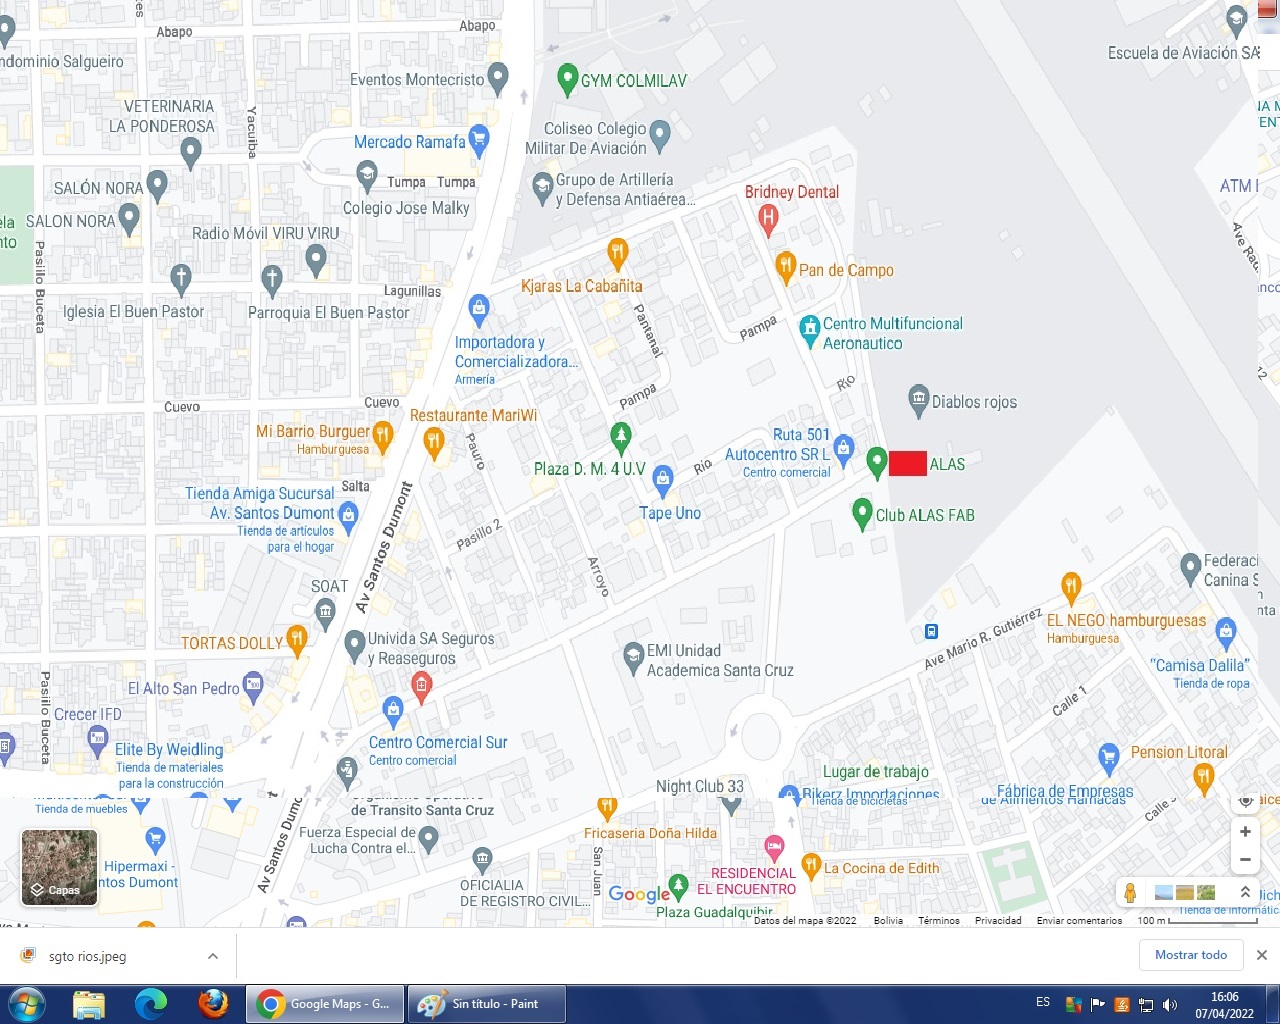 Abapo
Abapo
ndominio Salgueiro
Escuela de Aviación SA
Eventos Montecristo
GYM COLMILAV
VETERINARIA
LA PONDEROSA
Yacuiba
Mercado Ramafa
Coliseo Colegio
Militar De Aviación
Tumpa
Tumpa
Colegio Jose Malky
Grupo de Artillería
y Defensa Antiaérea...
Bridney Dental
ATM
SALÓN NORA
SALON NORA
Radio Móvil VIRU VIRU
Pasillo Buceta
Iglesia El Buen Pastor
Parroquia El Buen Pastor
Lagunillas
Kjaras La Cabañita
Pan de Campo
Pantanal
Pampa
Centro Multifuncional
Aeronautico
Importadora y
Comercializadora...
Armería
Pampa
Río
12
Diablos rojos
Cuevo
Cuevo
Restaurante MariWi
Mi Barrio Burguer
Hamburguesa
Pauro
Plaza D. M. 4 U.V
Río
Ruta 501
Autocentro SR L
Centro comercial
ALAS
Salta
Tienda Amiga Sucursal
Av. Santos Dumont
Tienda de artículos
para el hogar
Av Santos Dumont
Tape Uno
Club ALAS FAB
Pasillo 2
Arroyo
SOAT
TORTAS DOLLY
Univida SA Seguros
y Reaseguros
EMI Unidad
Academica Santa Cruz
Federaci
Canina S
EL NEGO hamburguesas
Hamburguesa
Ave Mario R. Gutiérrez
"Camisa Dalila"
Tienda de ropa
Calle 1
El Alto San Pedro
Pasillo Buceta
Crecer IFD
Elite By Weidling
Tienda de materiales
para la construcción
Centro Comercial Sur
Centro comercial
Pension Litoral
Lugar de trabajo
Night Club 33
Bikerz Importaciones
Tienda de bicicletas
Fábrica de Empresas
de Alimentos Hamacas
Tienda de muebles
de Transito Santa Cruz
Fuerza Especial de
Lucha Contra el...
Fricaseria Doña Hilda
Hipermaxi -
ntos Dumont
Av Santos Dumo
OFICIALIA
DE REGISTRO CIVIL...
San Juan
RESIDENCIAL
EL ENCUENTRO
La Cocina de Edith
Plaza Guadalquibir
Capas
Google
Datos del mapa ©2022 Bolivia Términos Privacidad Enviar comentarios 100 m
Tienda de informátic
sgto rios.jpeg
Mostrar todo
Google Maps - G...
Sin título - Paint
ES
16:06
07/04/2022